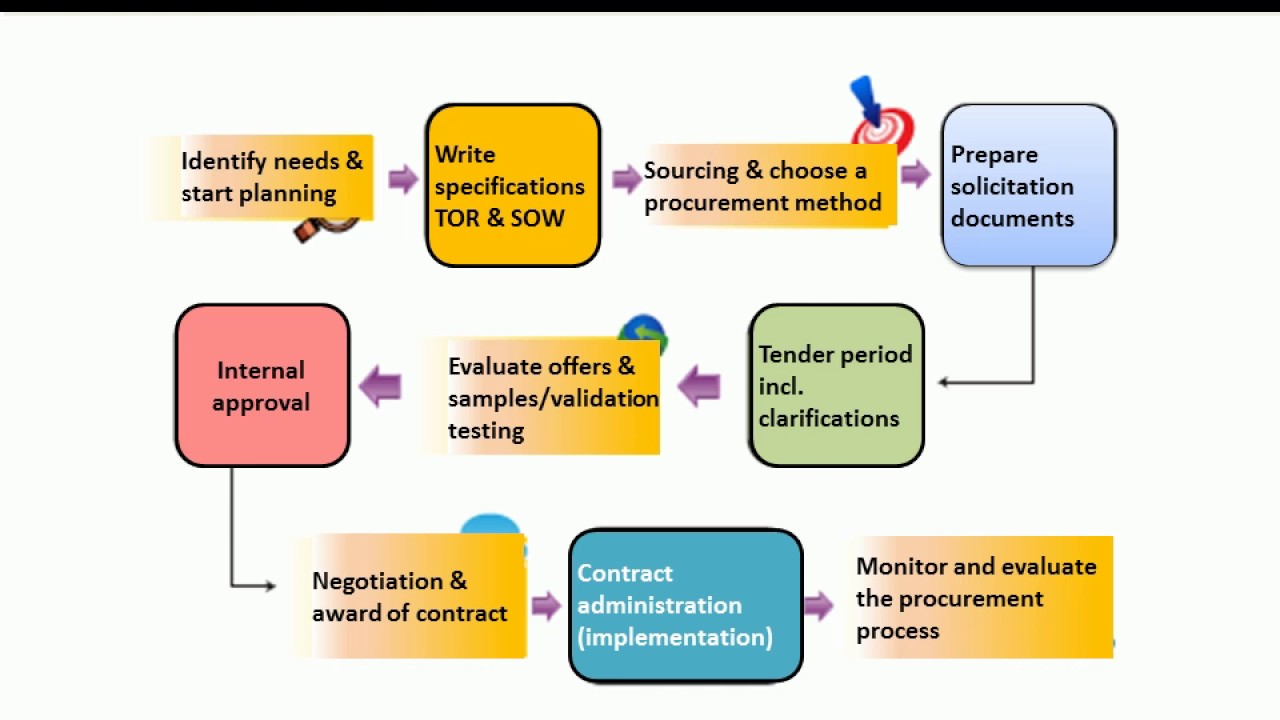 Identify needs &
start planning
Write
specifications
TOR & SOW
Sourcing & choose a
procurement method
Prepare
solicitation
documents
Tender period
incl.
clarifications
Evaluate offers &
samples/validation
testing
Internal
approval
Negotiation &
award of contract
Contract
administration
(implementation)
Monitor and evaluate
the procurement
process